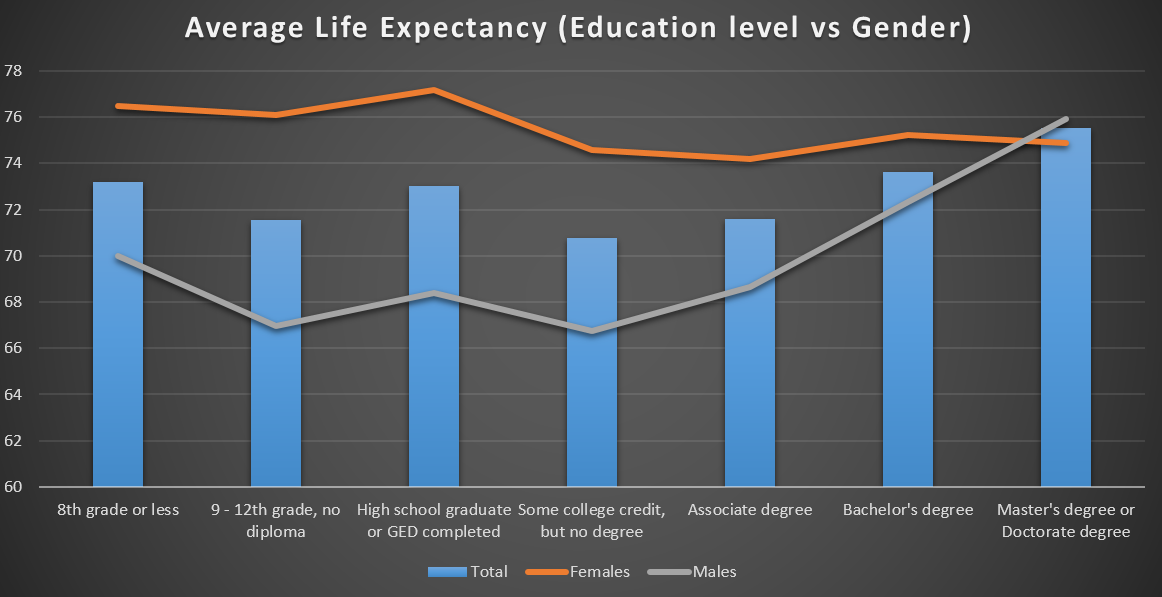 Average Life Expectancy (Education level vs Gender)
78
76
74
72
70
68
66
64
62
60
8th grade or less
9 - 12th grade, no
diploma
High school graduate
or GED completed
Some college credit,
but no degree
Associate degree
Bachelor's degree
Master's degree or
Doctorate degree
Total
Females
Males